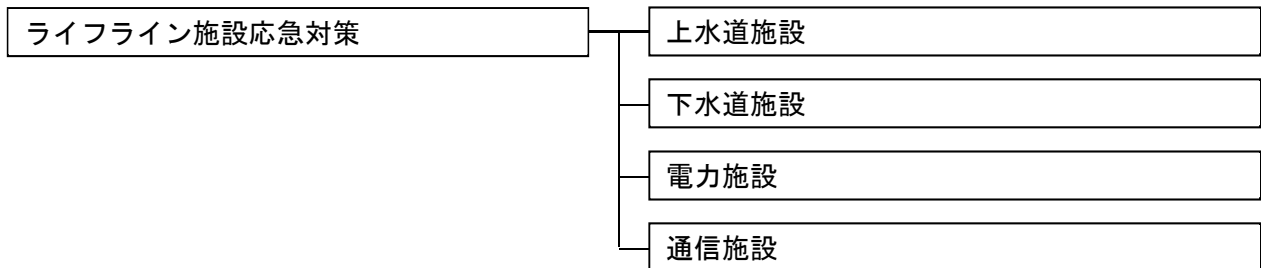 ライフライン施設応急対策
上水道施設
下水道施設
電力施設
通信施設